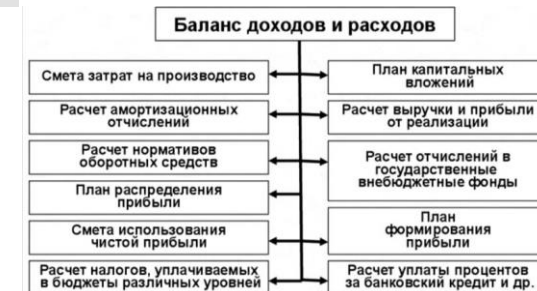 Баланс доходов и расходов
Смета затрат на производство
План капитальных
вложений
Расчет амортизационных
отчислений
Расчет выручки и прибыли
от реализации
Расчет нормативов
оборотных средств
Расчет отчислений в
государственные
внебюджетные фонды
План распределения
прибыли
Смета использования
чистой прибыли
План
формирования
прибыли
Расчет налогов, уплачиваемых
в бюджеты различных уровней
Расчет уплаты процентов
за банковский кредит и др.